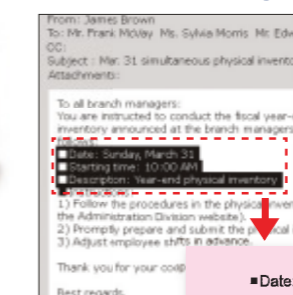 From: James Brown
To: Mr. Frank McVay Ms. Sylvia Morris Mr. Edw
CC:
Subject : Mar. 31 simultaneous physical invento
Attachments:
To all branch managers:
You are instructed to conduct the fiscal year-
inventory announced at the branch managers
■Date: Sunday, March 31
■Starting time: 10:00 AM
■Description: Year-end physical inventory
1) Follow the procedures in the physical inven
the Administration Division website).
2) Promptly prepare and submit the physical
3) Adjust employee shifts in advance.
Thank you for your coop
■Date:
Best regards,